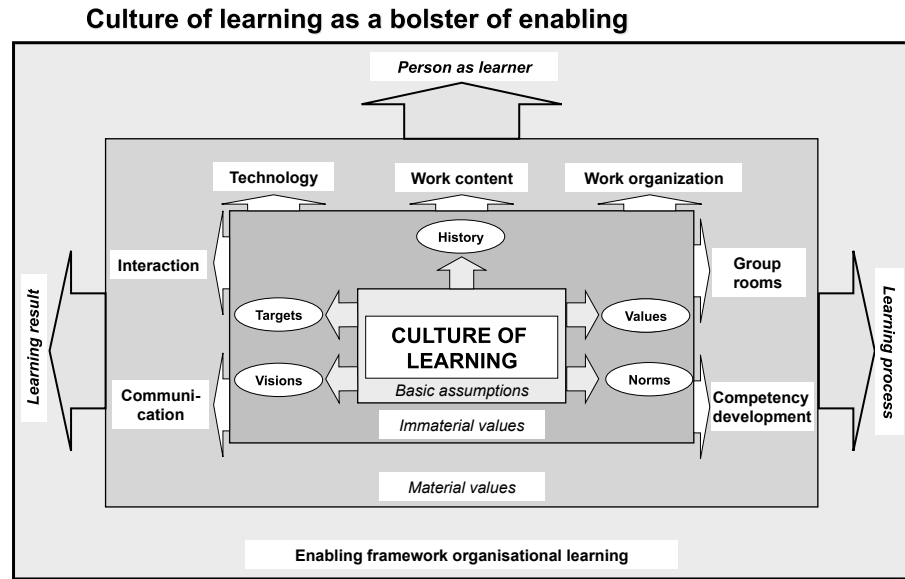 Culture of learning as a bolster of enabling
Person as learner
Technology
Work content
Work organization
History
Interaction
Group
rooms
Targets
Values
CULTURE OF
LEARNING
Visions
Norms
Basic assumptions
Communi-
cation
Competency
development
Immaterial values
Material values
Learning result
Learning process
Enabling framework organisational learning